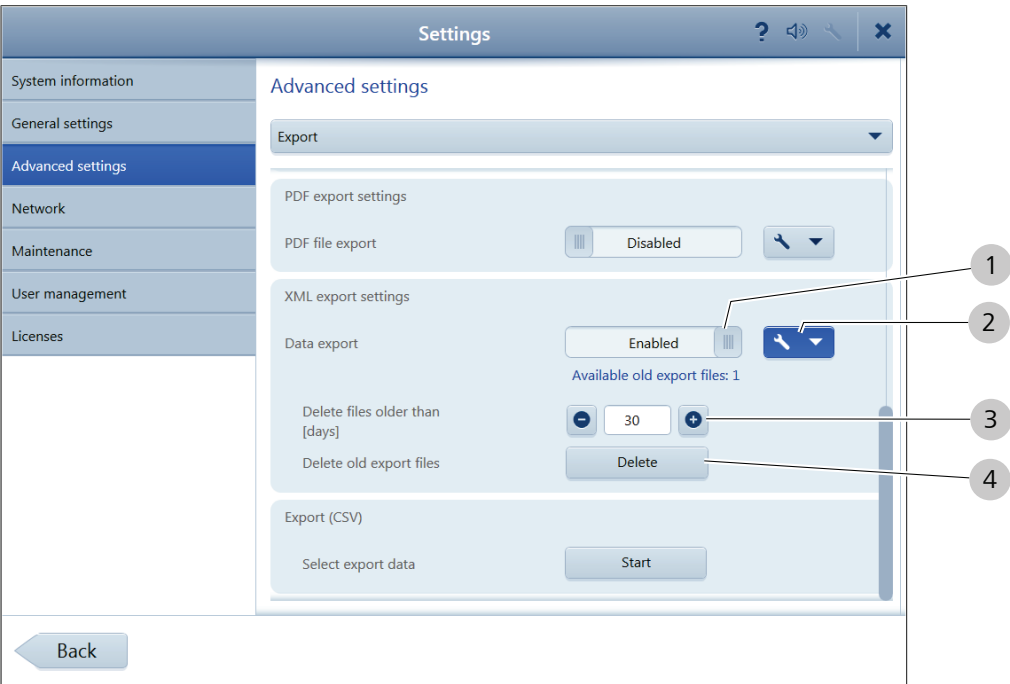 Settings
?
System information
General settings
Advanced settings
Network
Maintenance
User management
Licenses
Advanced settings
Export
PDF export settings
PDF file export
Disabled
XML export settings
Data export
Enabled
Available old export files: 1
Delete files older than
[days]
30
Delete old export files
Delete
Export (CSV)
Select export data
Start
Back
1
2
3
4